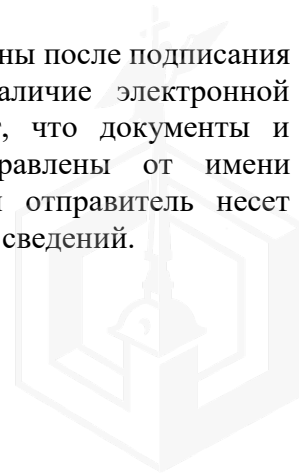 ны после подписания
аличие электронной
, что документы и
равлены от имени
отправитель несет
сведений.